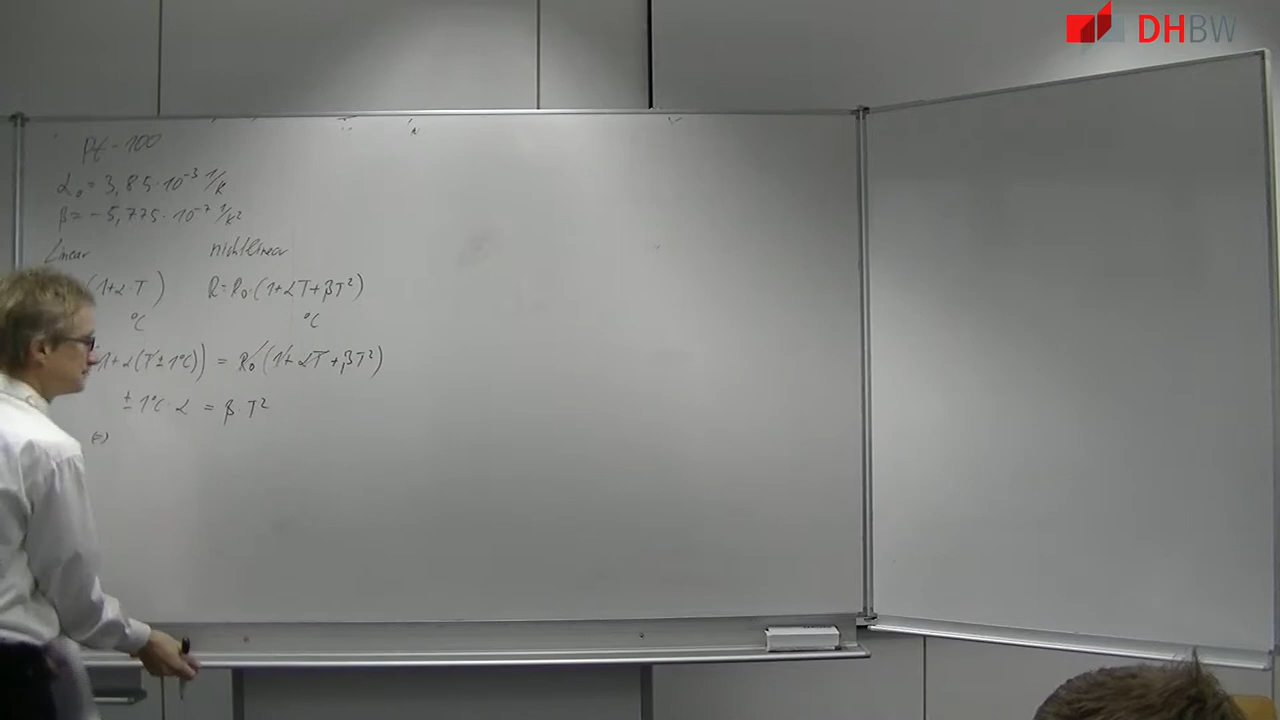 DHBW
Pt-100
α₀ = 3,85·10⁻³ 1/K
β = -5,775·10⁻⁷ 1/K²
Linear nichtlinear
(1+α·T) R=R₀·(1+αT+βT²)
°C °C
1+α(T±1°C)) = R₀(1+αT+βT²)
±1°C·α = β·T²
(=)